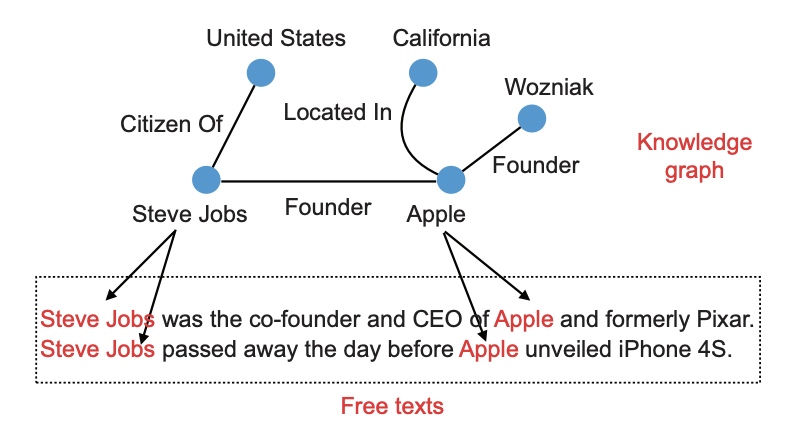 United States
California
Wozniak
Citizen Of
Located In
Knowledge
graph
Founder
Steve Jobs
Founder
Apple
Steve Jobs was the co-founder and CEO of Apple and formerly Pixar.
Steve Jobs passed away the day before Apple unveiled iPhone 4S.
Free texts